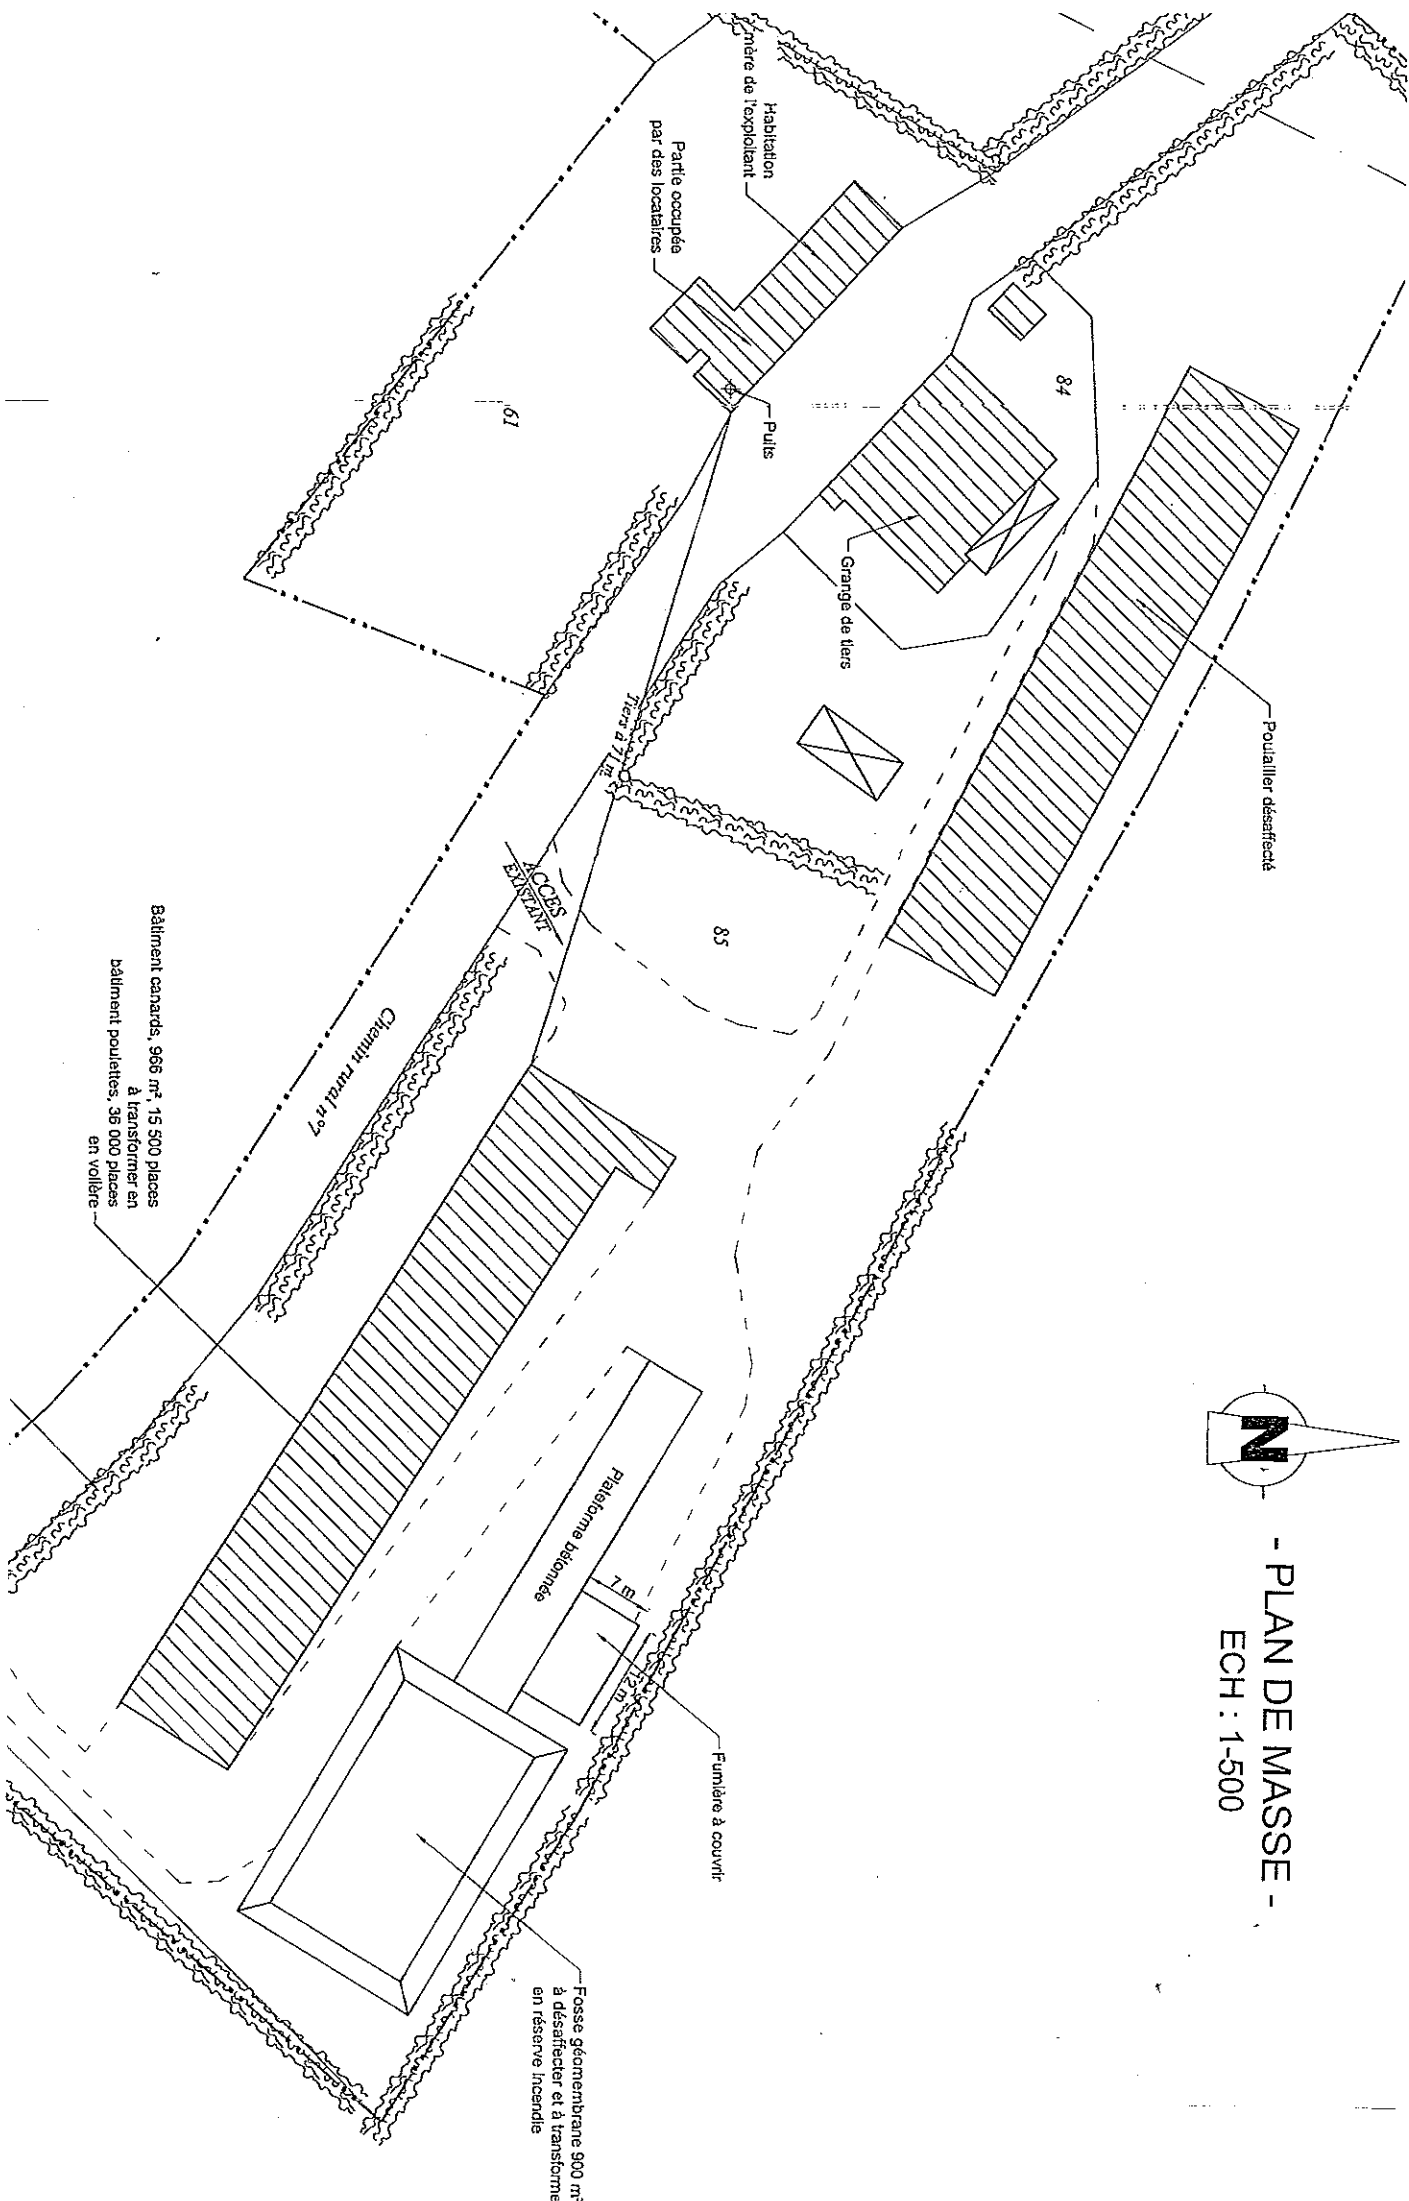 - PLAN DE MASSE -
ECH : 1-500
N
Habitation
mère de l'exploitant
Partie occupée
par des locataires
Puits
61
84
Grange de tiers
Poulailler désaffecté
Tiers à 71 m
85
ACCES
EXISTANT
Chemin rural n°7
Bâtiment canards, 966 m², 15 500 places
à transformer en
bâtiment poulettes, 36 000 places
en volière
Plateforme bétonnée
7 m
12 m
Fumière à couvrir
Fosse géomembrane 900 m³
à désaffecter et à transforme
en réserve incendie